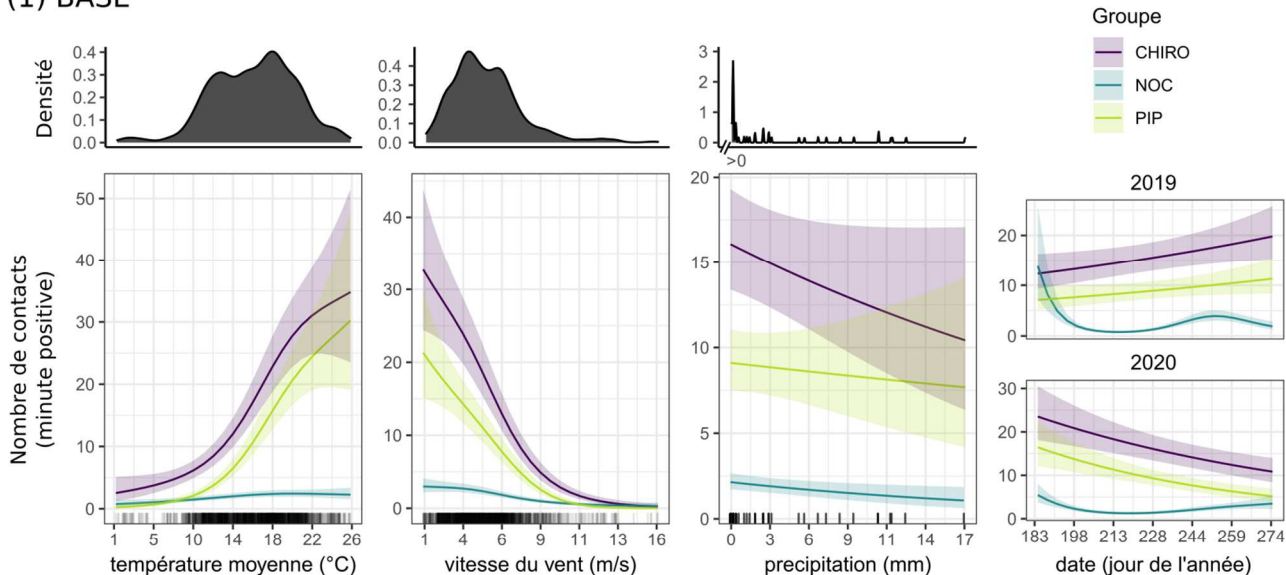 (1) BASE
Groupe
CHIRO
NOC
PIP
Densité
0.4
0.3
0.2
0.1
0.0
0.4
0.3
0.2
0.1
0.0
3
2
1
0
>0
Nombre de contacts
(minute positive)
50
40
30
20
10
0
1 5 10 14 18 22 26
température moyenne (°C)
40
30
20
10
0
1 4 6 9 11 13 16
vitesse du vent (m/s)
20
15
10
5
0
0 3 6 9 11 14 17
precipitation (mm)
2019
20
10
0
2020
30
20
10
0
183 198 213 228 244 259 274
date (jour de l'année)